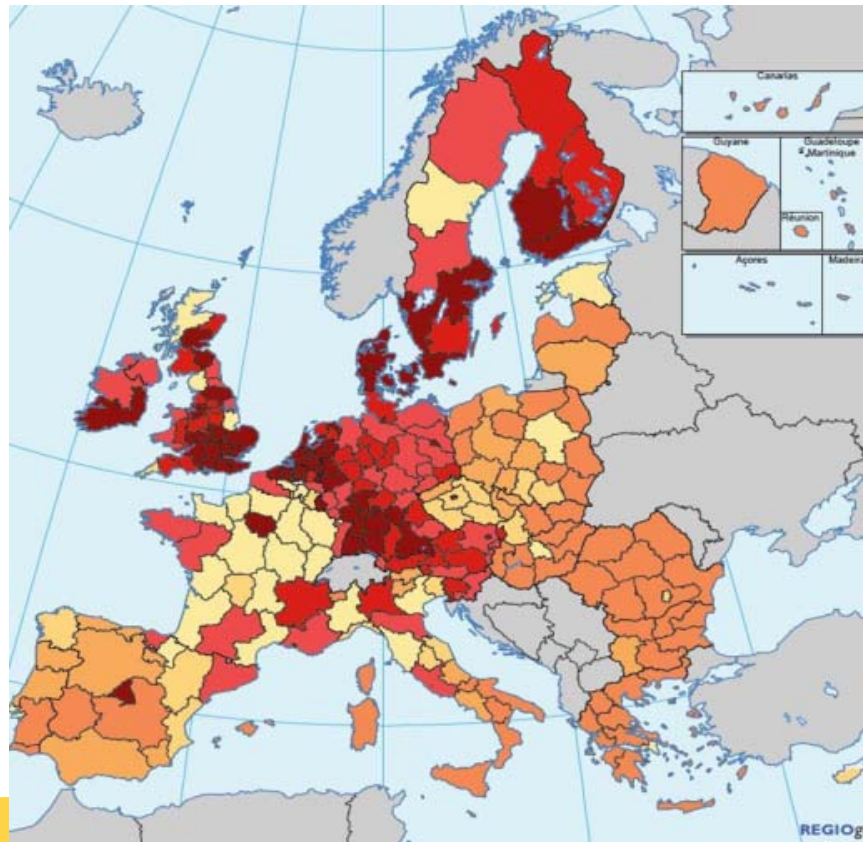 Canarias
Guyane
Guadeloupe
Martinique
Réunion
Açores
Madeira
REGIOg